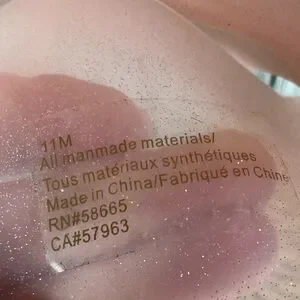 11M
All manmade materials/
Tous matériaux synthétiques
Made in China/Fabriqué en Chine
RN#58665
CA#57963